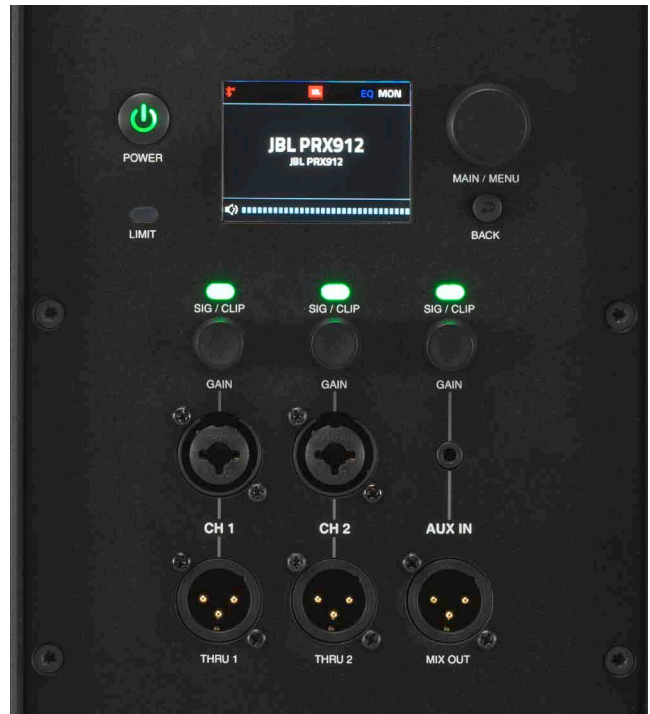 JBL
EQ MON
JBL PRX912
JBL PRX912
POWER
MAIN / MENU
LIMIT
BACK
SIG / CLIP
SIG / CLIP
SIG / CLIP
GAIN
GAIN
GAIN
CH 1
CH 2
AUX IN
THRU 1
THRU 2
MIX OUT